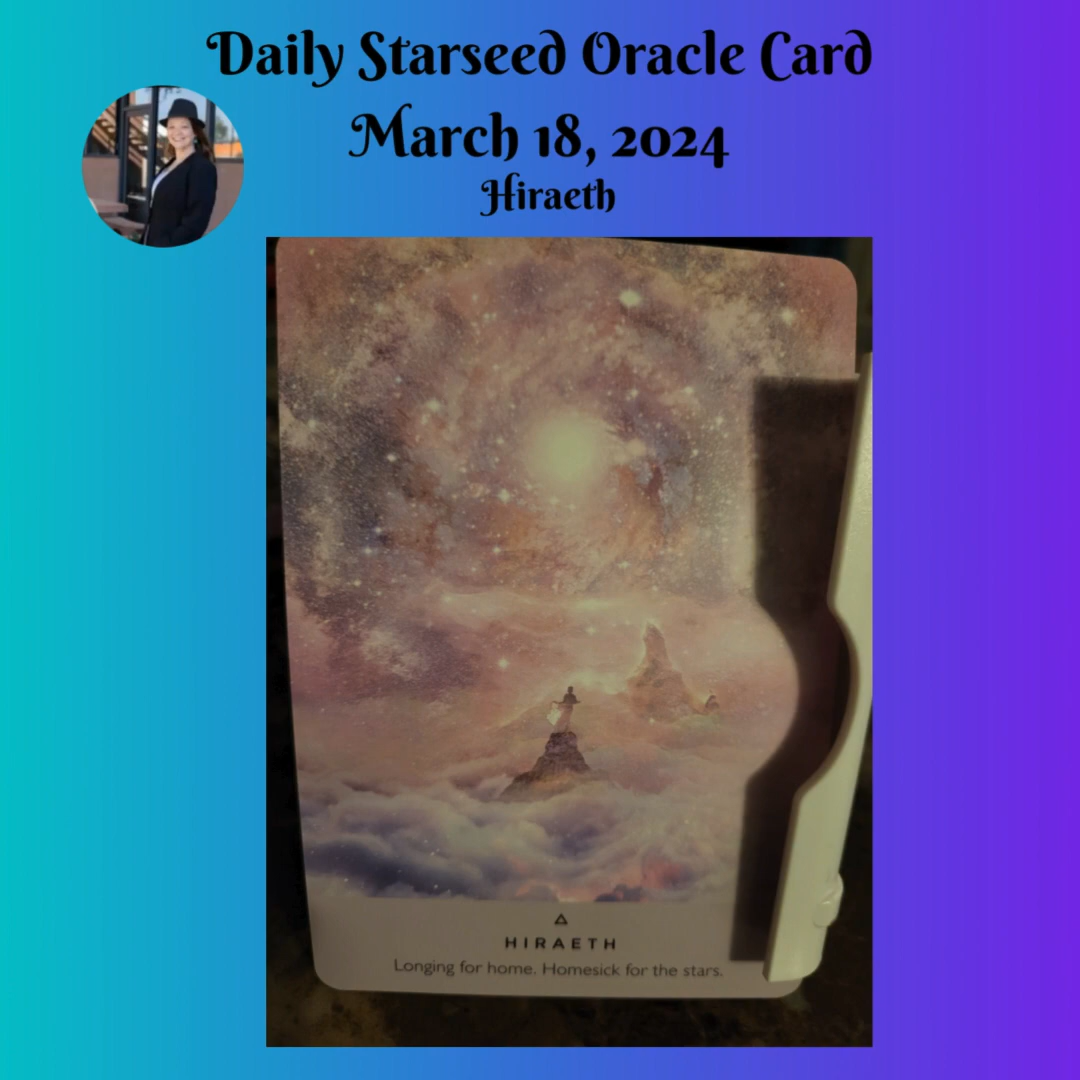 Daily Starseed Oracle Card
March 18, 2024
Hiraeth
HIRAETH
Longing for home. Homesick for the stars.